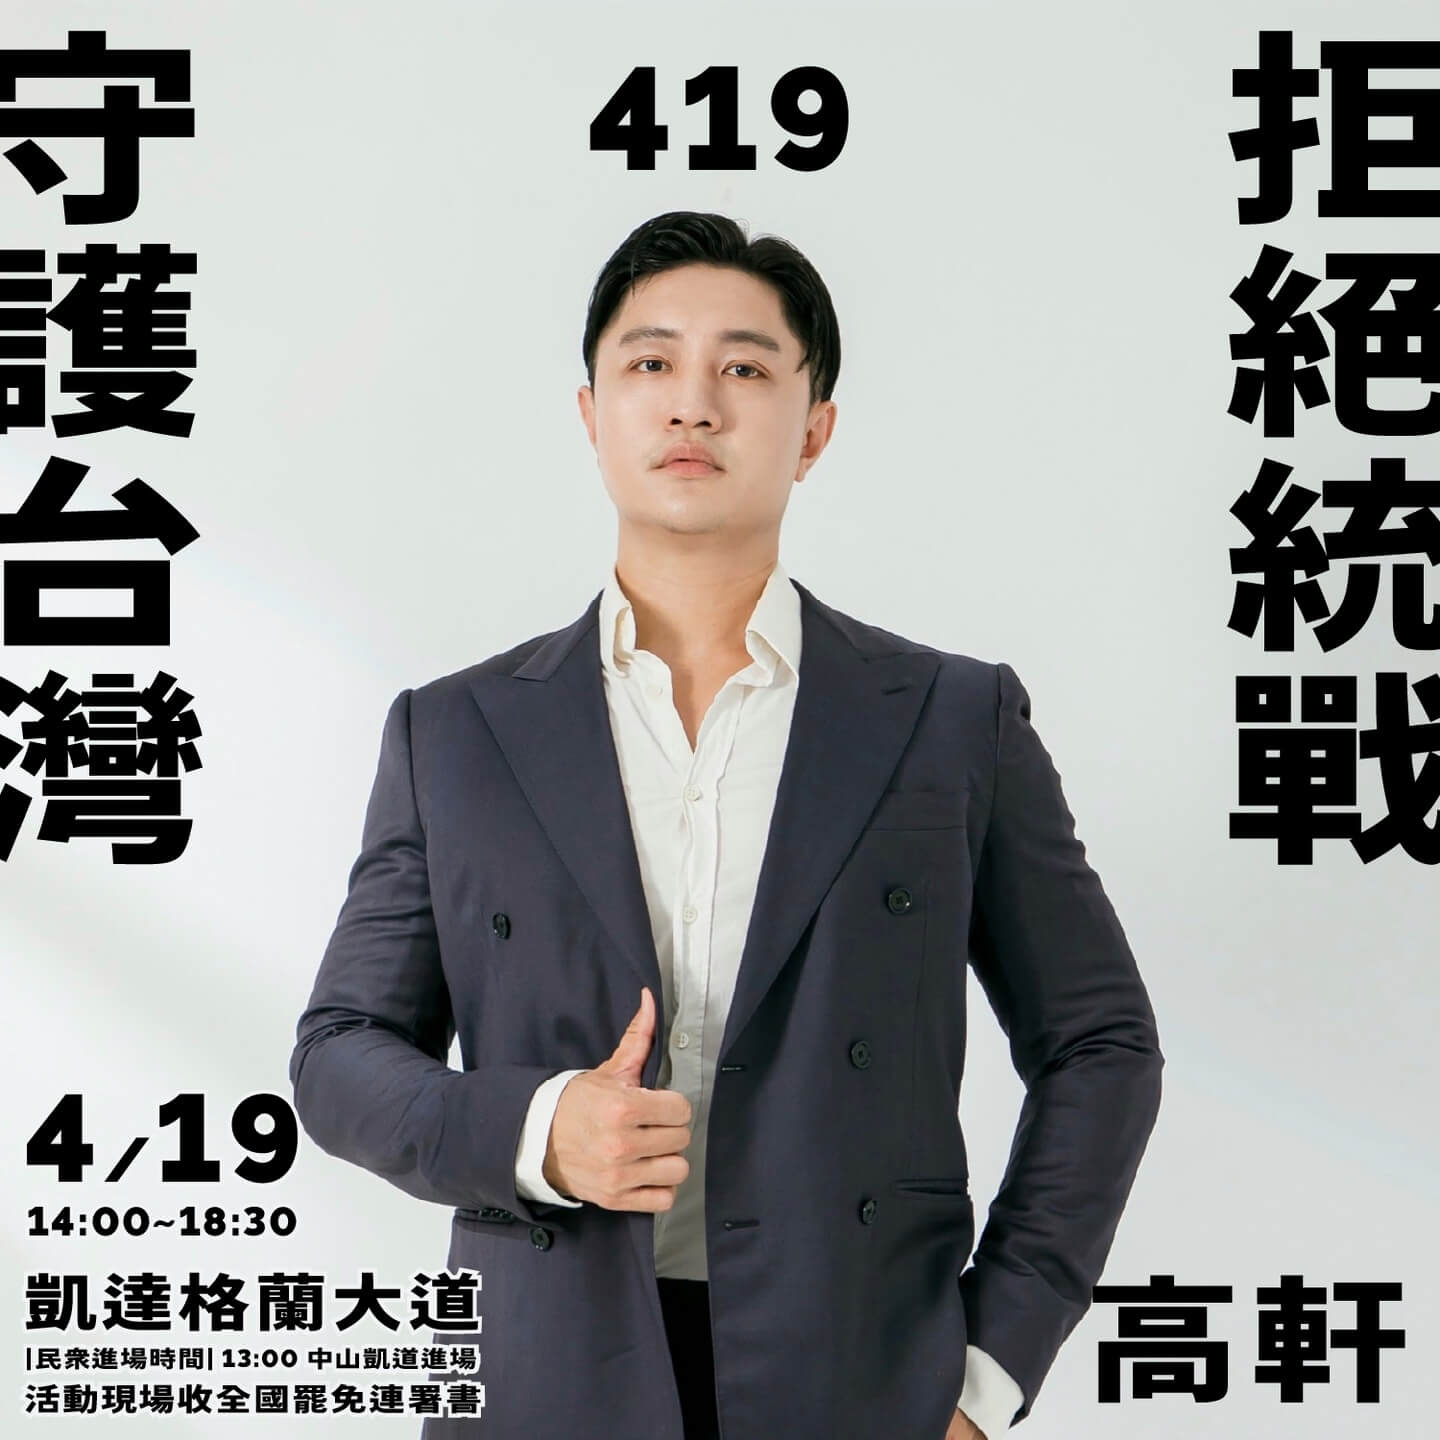 419
拒絕統戰
守護台灣
4/19
14:00~18:30
凱達格蘭大道
|民眾進場時間| 13:00 中山凱道進場
活動現場收全國罷免連署書
高軒